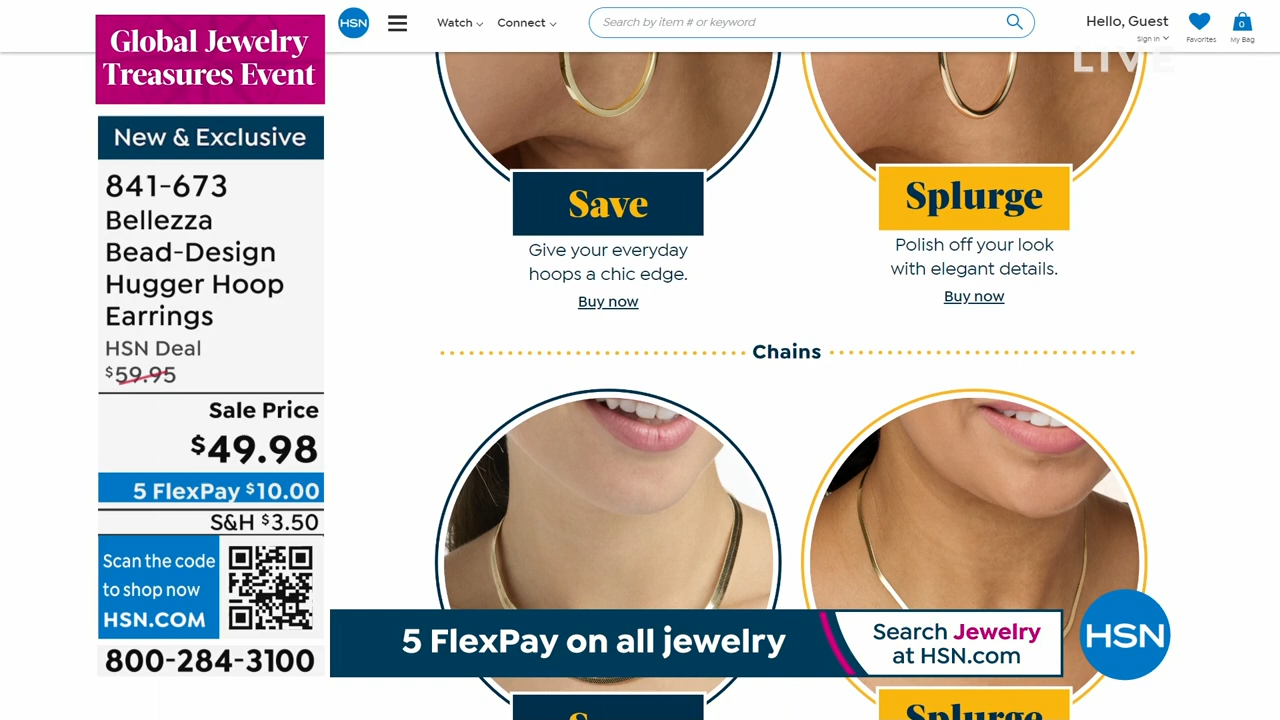 Global Jewelry
Treasures Event
New & Exclusive
841-673
Bellezza
Bead-Design
Hugger Hoop
Earrings
HSN Deal
$59.95
Sale Price
$49.98
5 FlexPay $10.00
S&H $3.50
Scan the code
to shop now
HSN.COM
800-284-3100
HSN
Watch
Connect
Search by item # or keyword
Hello, Guest
Sign in
Favorites
0
My Bag
LIVE
Save
Give your everyday
hoops a chic edge.
Buy now
Splurge
Polish off your look
with elegant details.
Buy now
Chains
5 FlexPay on all jewelry
Search Jewelry
at HSN.com
HSN
Save
Splurge